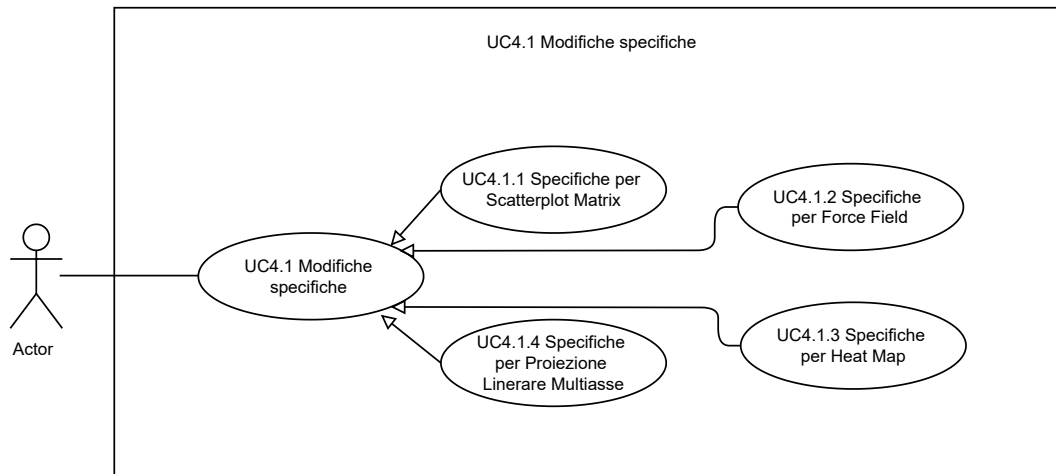 UC4.1 Modifiche specifiche
UC4.1.1 Specifiche per
Scatterplot Matrix
UC4.1.2 Specifiche
per Force Field
UC4.1 Modifiche
specifiche
UC4.1.4 Specifiche
per Proiezione
Linerare Multiasse
UC4.1.3 Specifiche
per Heat Map
Actor